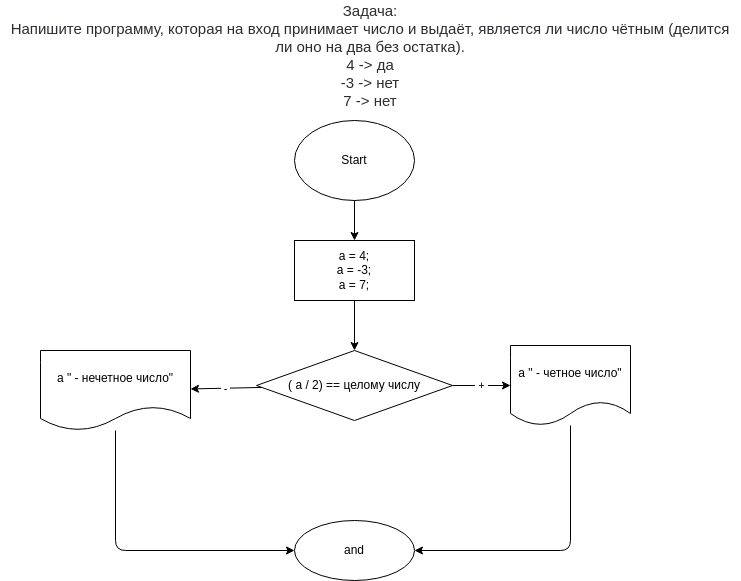 Задача:
Напишите программу, которая на вход принимает число и выдаёт, является ли число чётным (делится
ли оно на два без остатка).
4 -> да
-3 -> нет
7 -> нет
Start
a = 4;
a = -3;
a = 7;
a " - нечетное число"
-
( a / 2) == целому числу
+
a " - четное число"
and